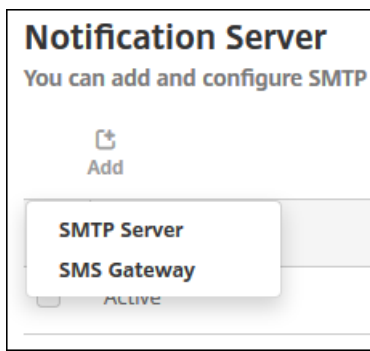 Notification Server
You can add and configure SMTP
Add
SMTP Server
SMS Gateway
Active